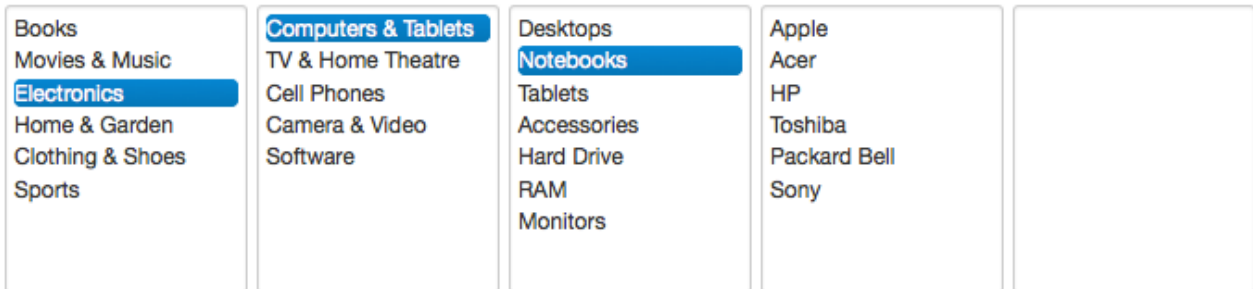 Books
Movies & Music
Electronics
Home & Garden
Clothing & Shoes
Sports
Computers & Tablets
TV & Home Theatre
Cell Phones
Camera & Video
Software
Desktops
Notebooks
Tablets
Accessories
Hard Drive
RAM
Monitors
Apple
Acer
HP
Toshiba
Packard Bell
Sony